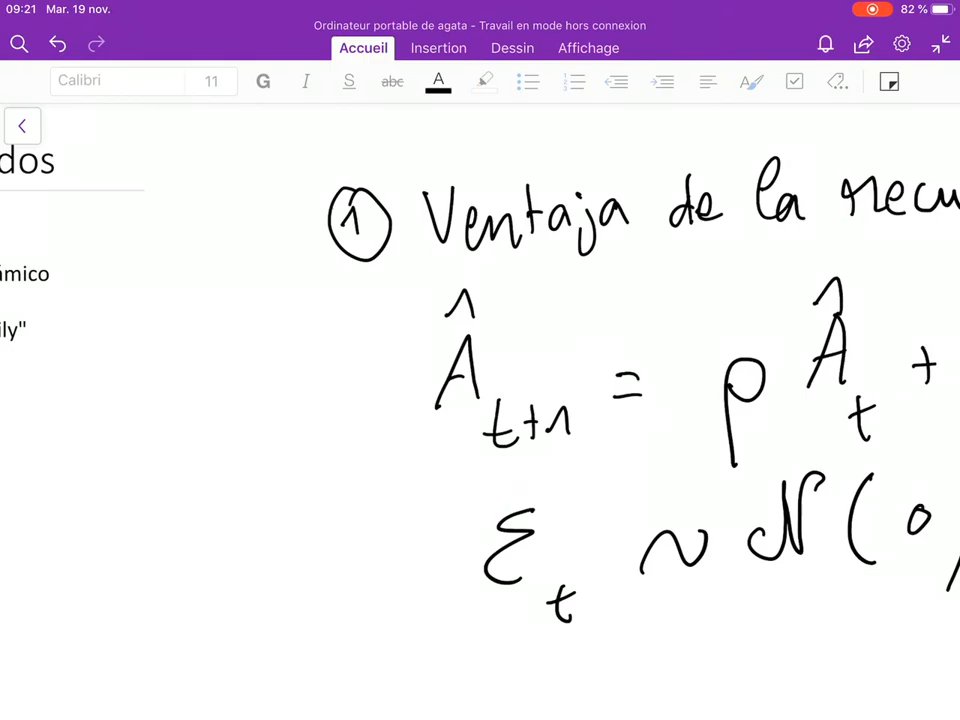 09:21 Mar. 19 nov. 82 %
Ordinateur portable de agata - Travail en mode hors connexion
Accueil Insertion Dessin Affichage
Calibri 11 G I S abc A
dos
ámico
ily"
1 Ventaja de la recu
Â_{t+1} = ρ Â_t +
ε_t ~ N(0,